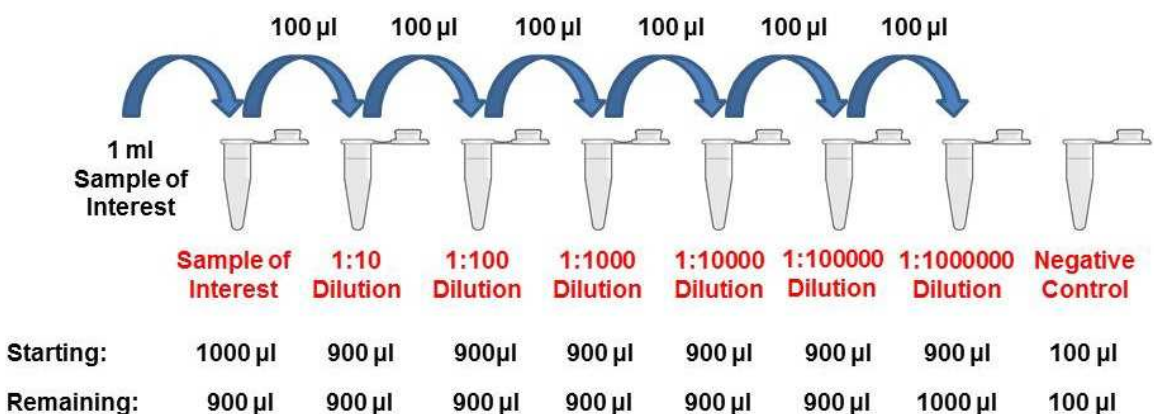 100 µl 100 µl 100 µl 100 µl 100 µl 100 µl
1 ml
Sample of
Interest
Sample of 1:10 1:100 1:1000 1:10000 1:100000 1:1000000 Negative
Interest Dilution Dilution Dilution Dilution Dilution Dilution Control
Starting: 1000 µl 900 µl 900µl 900 µl 900 µl 900 µl 900 µl 100 µl
Remaining: 900 µl 900 µl 900 µl 900 µl 900 µl 900 µl 1000 µl 100 µl